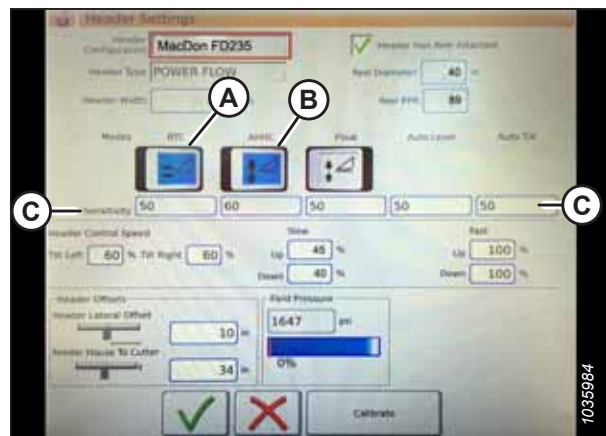 Header Settings
Header Configuration MacDon FD235 Header Has Reel Attached
Header Type POWER FLOW Reel Diameter 40 in
Header Width Reel PPR 89
A B
Modes RTC AHHC Float Auto Level Auto Tilt
C Sensitivity 50 60 50 50 50 C
Header Control Speed Slow Fast
Tilt Left 60 % Tilt Right 60 % Up 45 % Up 100 %
Down 40 % Down 100 %
Header Offsets Field Pressure
Header Lateral Offset 1647 psi
10 in
Feeder House To Cutter 0%
34 in
Calibrate
1035984